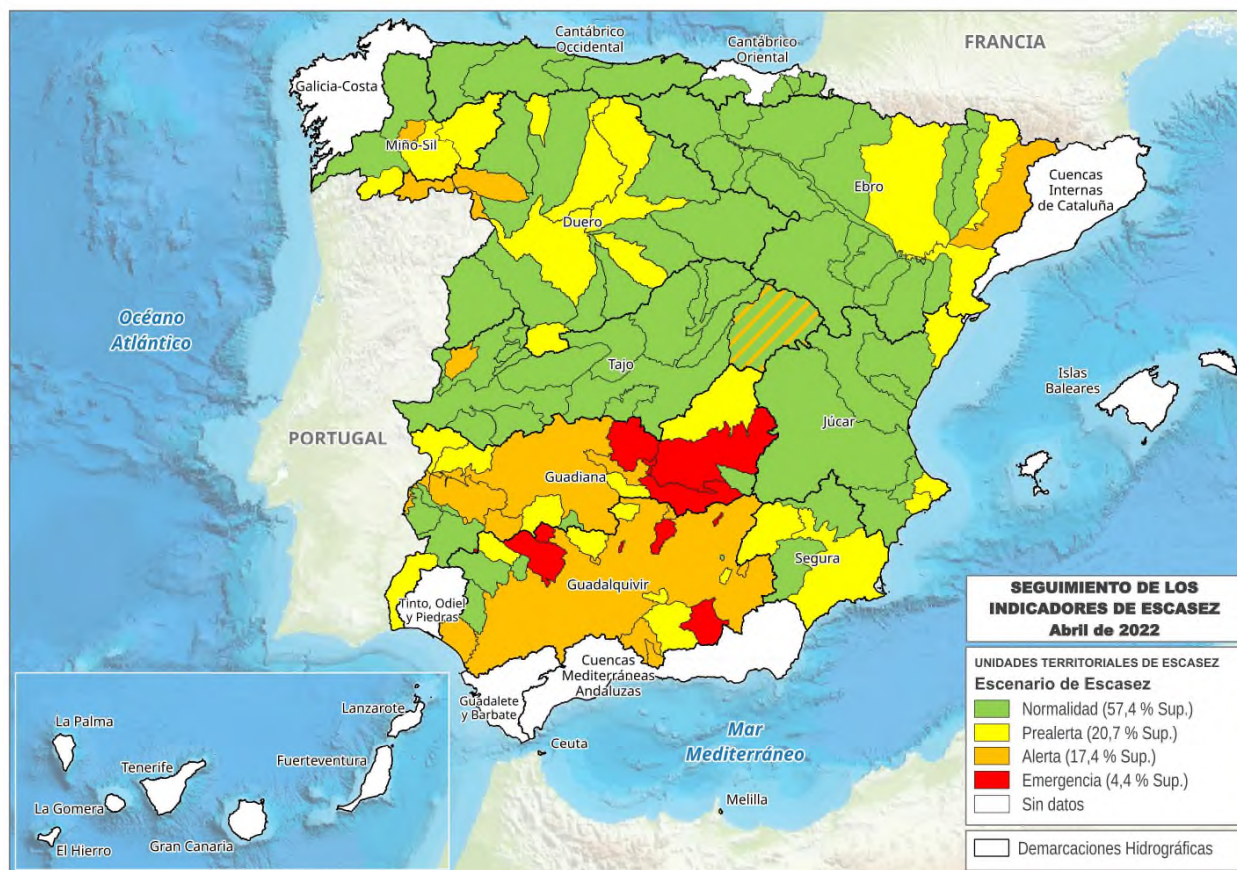 Cantábrico
Occidental
Cantábrico
Oriental
FRANCIA
Galicia-Costa
Miño-Sil
Ebro
Cuencas
Internas
de Cataluña
Duero
Océano
Atlántico
Tajo
Islas
Baleares
Júcar
PORTUGAL
Guadiana
Segura
Guadalquivir
Tinto, Odiel
y Piedras
Cuencas
Mediterráneas
Andaluzas
Guadalete
y Barbate
Ceuta
Mar
Mediterráneo
Melilla
La Palma
Lanzarote
Tenerife
Fuerteventura
La Gomera
El Hierro
Gran Canaria
SEGUIMIENTO DE LOS
INDICADORES DE ESCASEZ
Abril de 2022
UNIDADES TERRITORIALES DE ESCASEZ
Escenario de Escasez
Normalidad (57,4 % Sup.)
Prealerta (20,7 % Sup.)
Alerta (17,4 % Sup.)
Emergencia (4,4 % Sup.)
Sin datos
Demarcaciones Hidrográficas